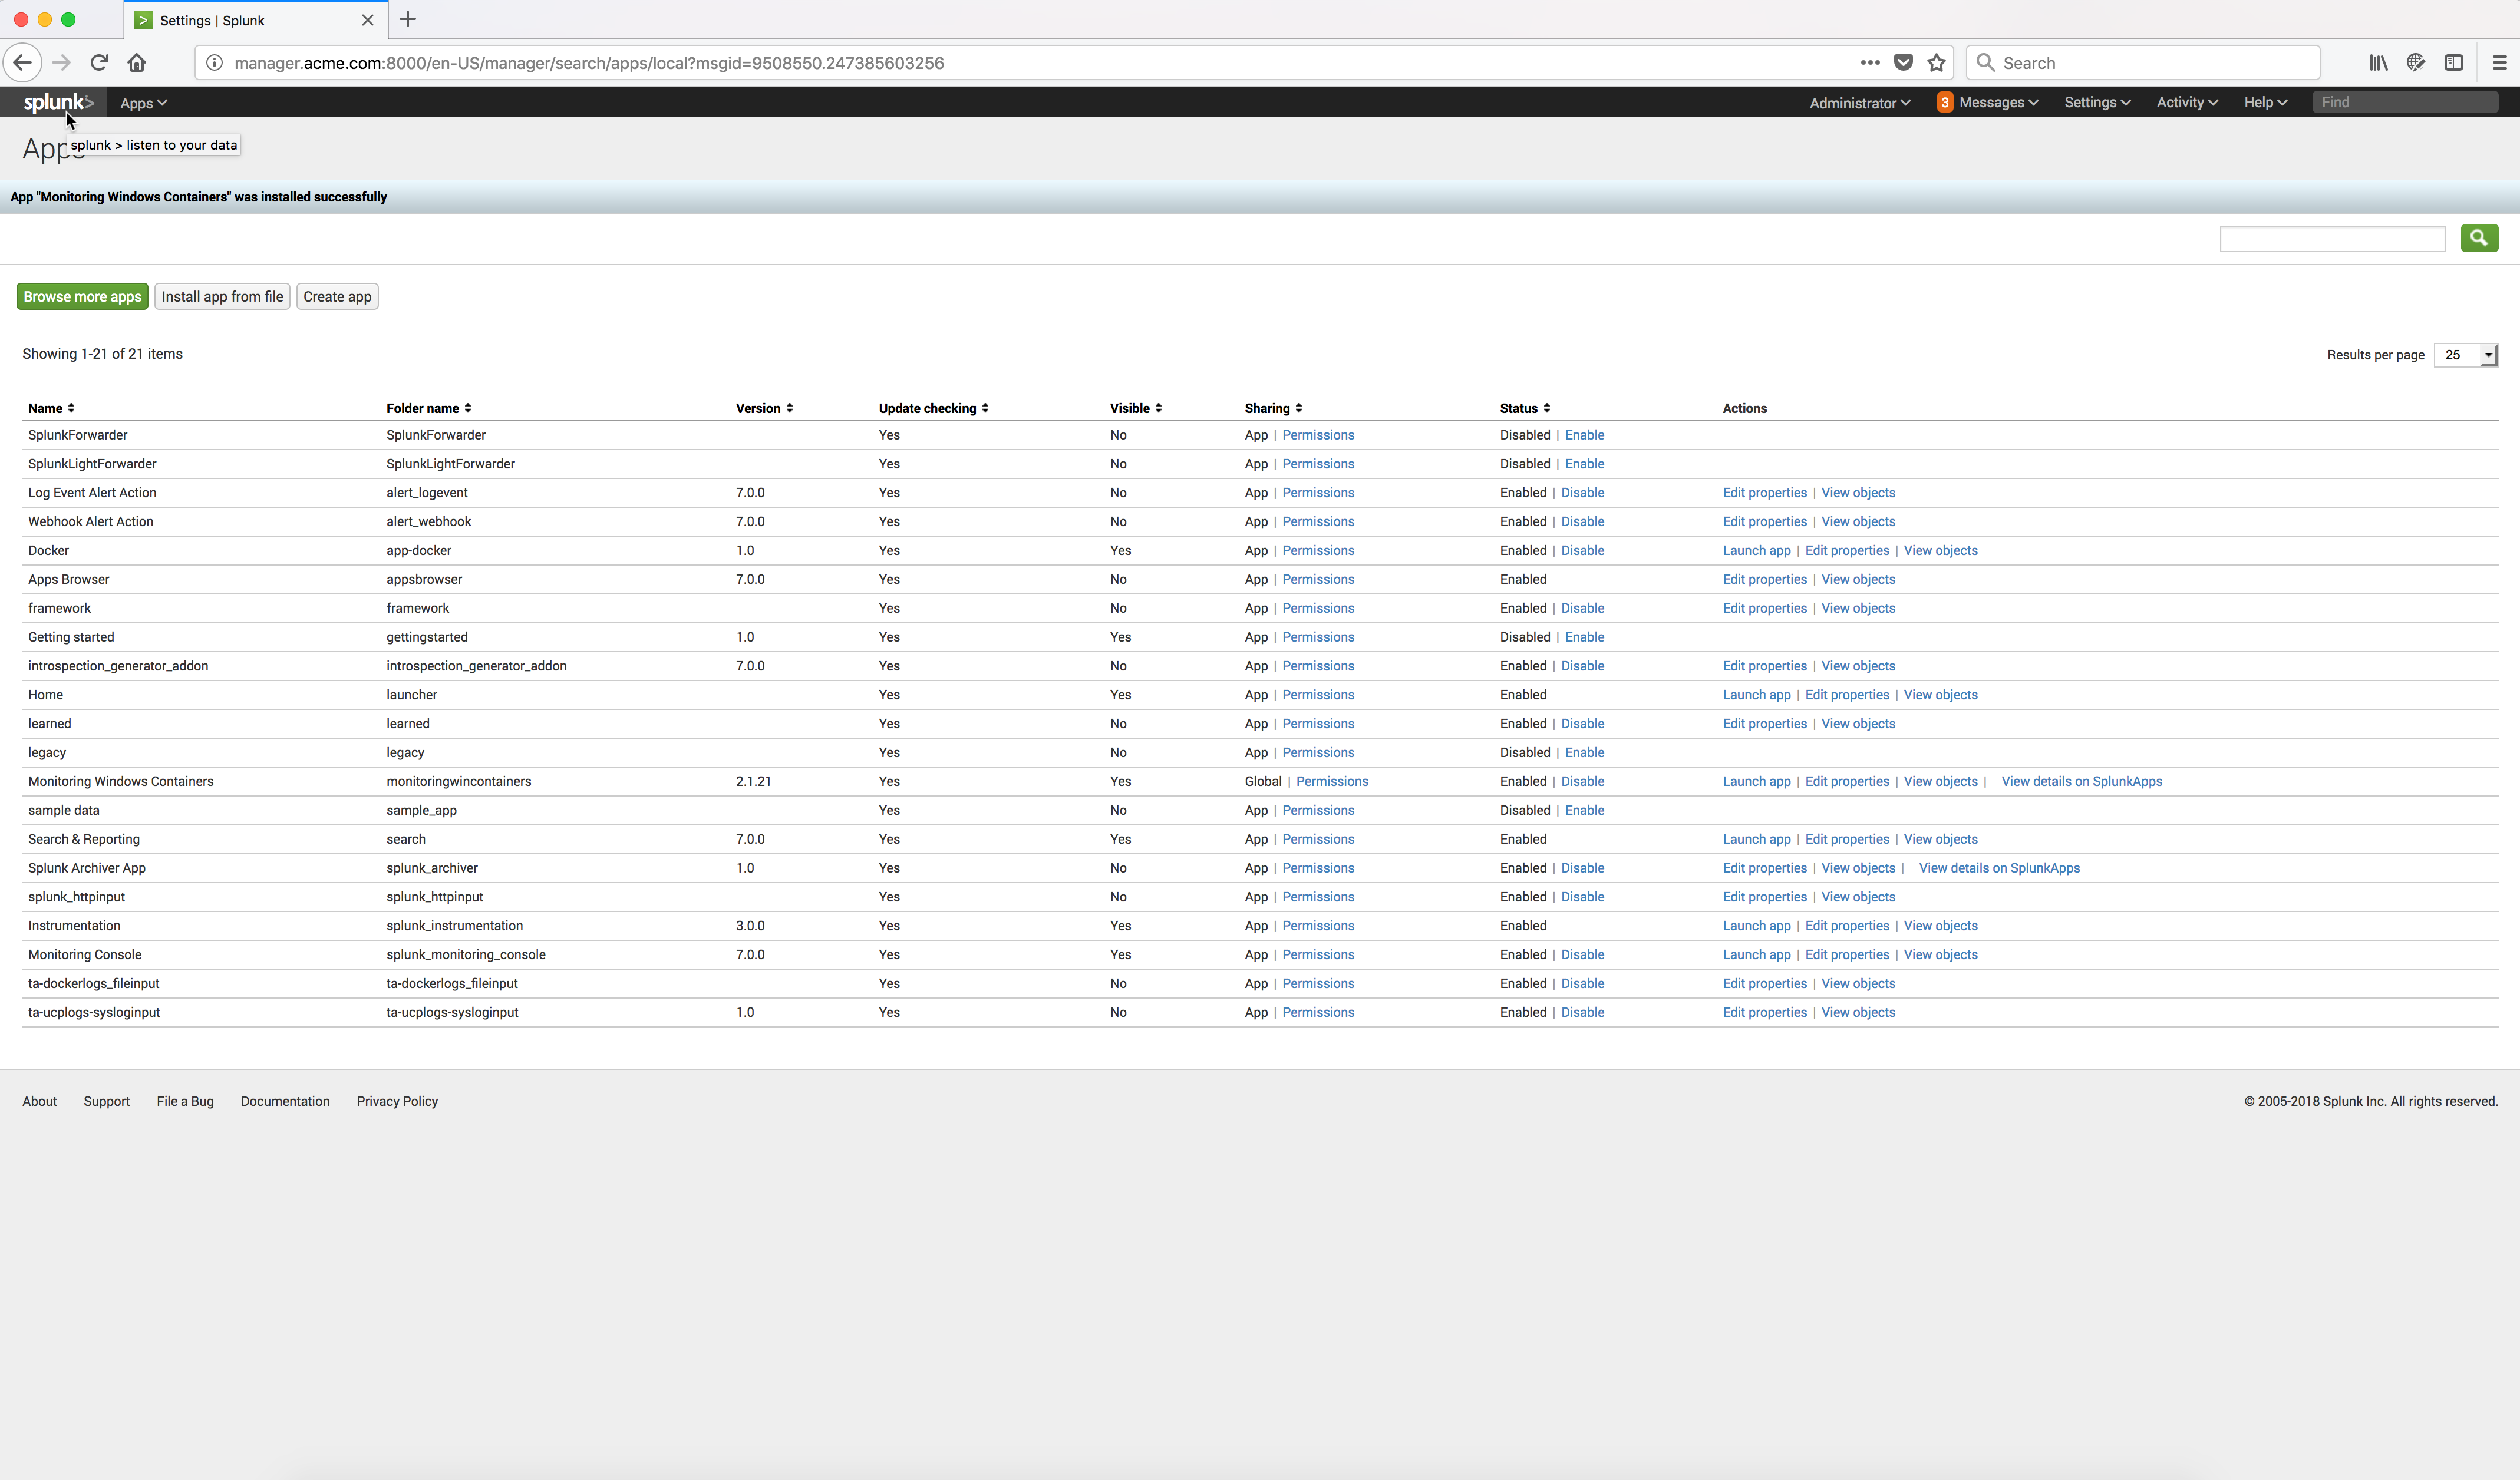 Settings | Splunk
manager.acme.com:8000/en-US/manager/search/apps/local?msgid=9508550.247385603256
Search
splunk> Apps Administrator 3 Messages Settings Activity Help Find
Apps
splunk > listen to your data
App "Monitoring Windows Containers" was installed successfully
Browse more apps Install app from file Create app
Showing 1-21 of 21 items Results per page 25
Name Folder name Version Update checking Visible Sharing Status Actions
SplunkForwarder SplunkForwarder Yes No App | Permissions Disabled | Enable
SplunkLightForwarder SplunkLightForwarder Yes No App | Permissions Disabled | Enable
Log Event Alert Action alert_logevent 7.0.0 Yes No App | Permissions Enabled | Disable Edit properties | View objects
Webhook Alert Action alert_webhook 7.0.0 Yes No App | Permissions Enabled | Disable Edit properties | View objects
Docker app-docker 1.0 Yes Yes App | Permissions Enabled | Disable Launch app | Edit properties | View objects
Apps Browser appsbrowser 7.0.0 Yes No App | Permissions Enabled Edit properties | View objects
framework framework Yes No App | Permissions Enabled | Disable Edit properties | View objects
Getting started gettingstarted 1.0 Yes Yes App | Permissions Disabled | Enable
introspection_generator_addon introspection_generator_addon 7.0.0 Yes No App | Permissions Enabled | Disable Edit properties | View objects
Home launcher Yes Yes App | Permissions Enabled Launch app | Edit properties | View objects
learned learned Yes No App | Permissions Enabled | Disable Edit properties | View objects
legacy legacy Yes No App | Permissions Disabled | Enable
Monitoring Windows Containers monitoringwincontainers 2.1.21 Yes Yes Global | Permissions Enabled | Disable Launch app | Edit properties | View objects | View details on SplunkApps
sample data sample_app Yes No App | Permissions Disabled | Enable
Search & Reporting search 7.0.0 Yes Yes App | Permissions Enabled Launch app | Edit properties | View objects
Splunk Archiver App splunk_archiver 1.0 Yes No App | Permissions Enabled | Disable Edit properties | View objects | View details on SplunkApps
splunk_httpinput splunk_httpinput Yes No App | Permissions Enabled | Disable Edit properties | View objects
Instrumentation splunk_instrumentation 3.0.0 Yes Yes App | Permissions Enabled Launch app | Edit properties | View objects
Monitoring Console splunk_monitoring_console 7.0.0 Yes Yes App | Permissions Enabled | Disable Launch app | Edit properties | View objects
ta-dockerlogs_fileinput ta-dockerlogs_fileinput Yes No App | Permissions Enabled | Disable Edit properties | View objects
ta-ucplogs-sysloginput ta-ucplogs-sysloginput 1.0 Yes No App | Permissions Enabled | Disable Edit properties | View objects
About Support File a Bug Documentation Privacy Policy © 2005-2018 Splunk Inc. All rights reserved.